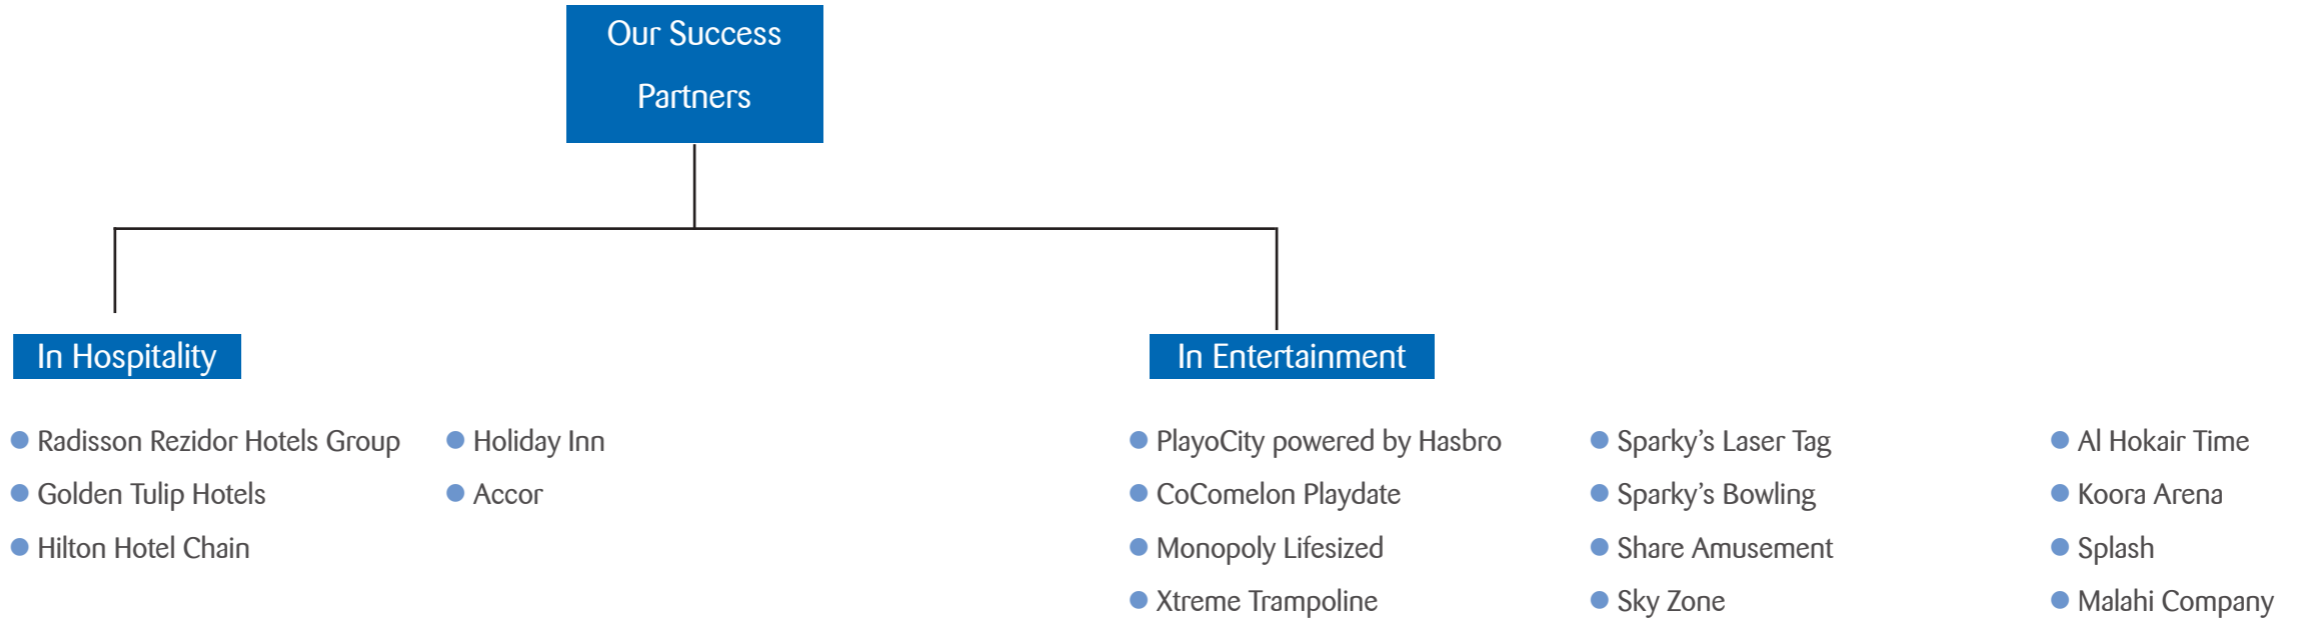 Our Success
Partners
In Hospitality
Radisson Rezidor Hotels Group
Golden Tulip Hotels
Hilton Hotel Chain
Holiday Inn
Accor
In Entertainment
PlayoCity powered by Hasbro
CoComelon Playdate
Monopoly Lifesized
Xtreme Trampoline
Sparky’s Laser Tag
Sparky’s Bowling
Share Amusement
Sky Zone
Al Hokair Time
Koora Arena
Splash
Malahi Company